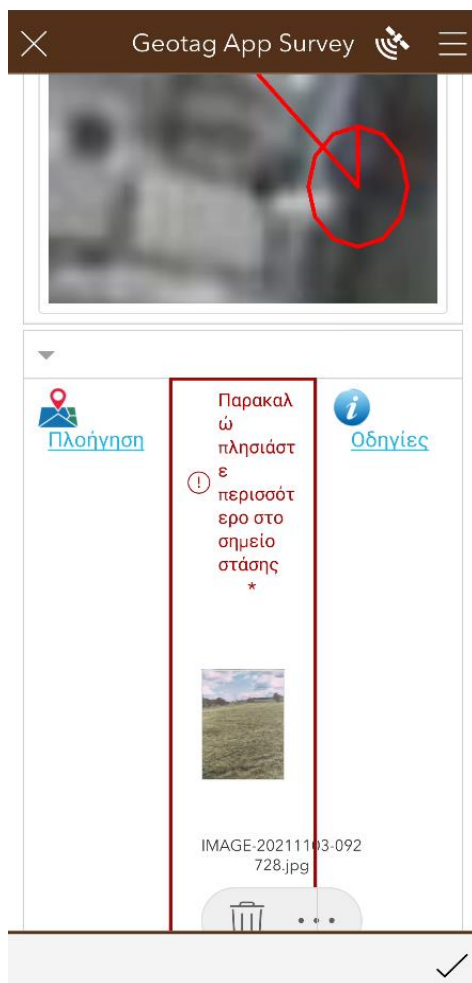 Geotag App Survey
Πλοήγηση
Παρακαλ
ώ
πλησιάστ
ε
περισσότ
ερο στο
σημείο
στάσης
*
Οδηγίες
IMAGE-20211103-092
728.jpg